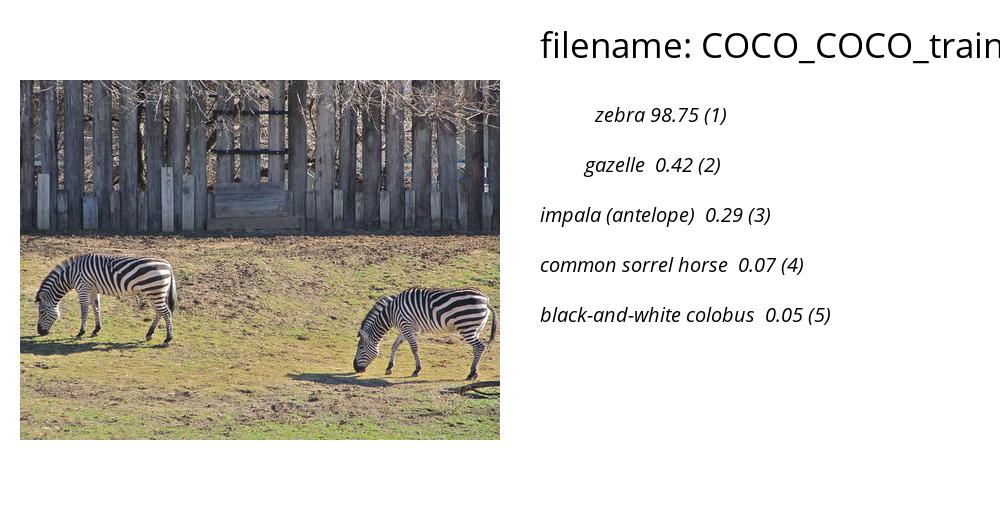 filename: COCO_COCO_train
zebra 98.75 (1)
gazelle 0.42 (2)
impala (antelope) 0.29 (3)
common sorrel horse 0.07 (4)
black-and-white colobus 0.05 (5)